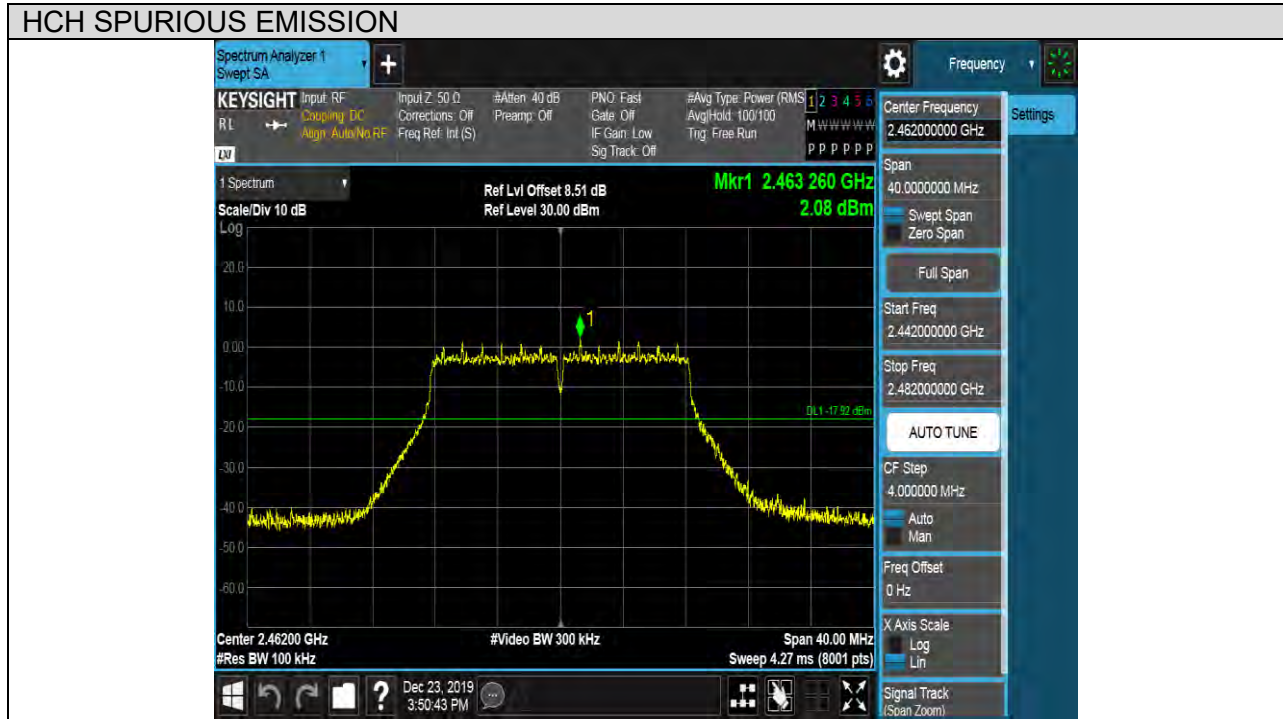 HCH SPURIOUS EMISSION
Spectrum Analyzer 1
Swept SA
+
Frequency
KEYSIGHT Input: RF Input Z: 50 Ω #Atten: 40 dB PNO: Fast #Avg Type: Power (RMS 1 2 3 4 5 6
RL Coupling: DC Corrections: Off Preamp: Off Gate: Off Avg|Hold: 100/100 M W W W W W
Align: Auto/No RF Freq Ref: Int (S) IF Gain: Low Trig: Free Run
LXI Sig Track: Off P P P P P P
1 Spectrum
Ref Lvl Offset 8.51 dB
Mkr1 2.463 260 GHz
Scale/Div 10 dB
Ref Level 30.00 dBm
2.08 dBm
Log
20.0
10.0
1
0.00
-10.0
DL1 -17.92 dBm
-20.0
-30.0
-40.0
-50.0
-60.0
Center 2.46200 GHz
#Video BW 300 kHz
Span 40.00 MHz
#Res BW 100 kHz
Sweep 4.27 ms (8001 pts)
?
Dec 23, 2019
3:50:43 PM
Center Frequency
2.462000000 GHz
Settings
Span
40.0000000 MHz
Swept Span
Zero Span
Full Span
Start Freq
2.442000000 GHz
Stop Freq
2.482000000 GHz
AUTO TUNE
CF Step
4.000000 MHz
Auto
Man
Freq Offset
0 Hz
X Axis Scale
Log
Lin
Signal Track
(Span Zoom)